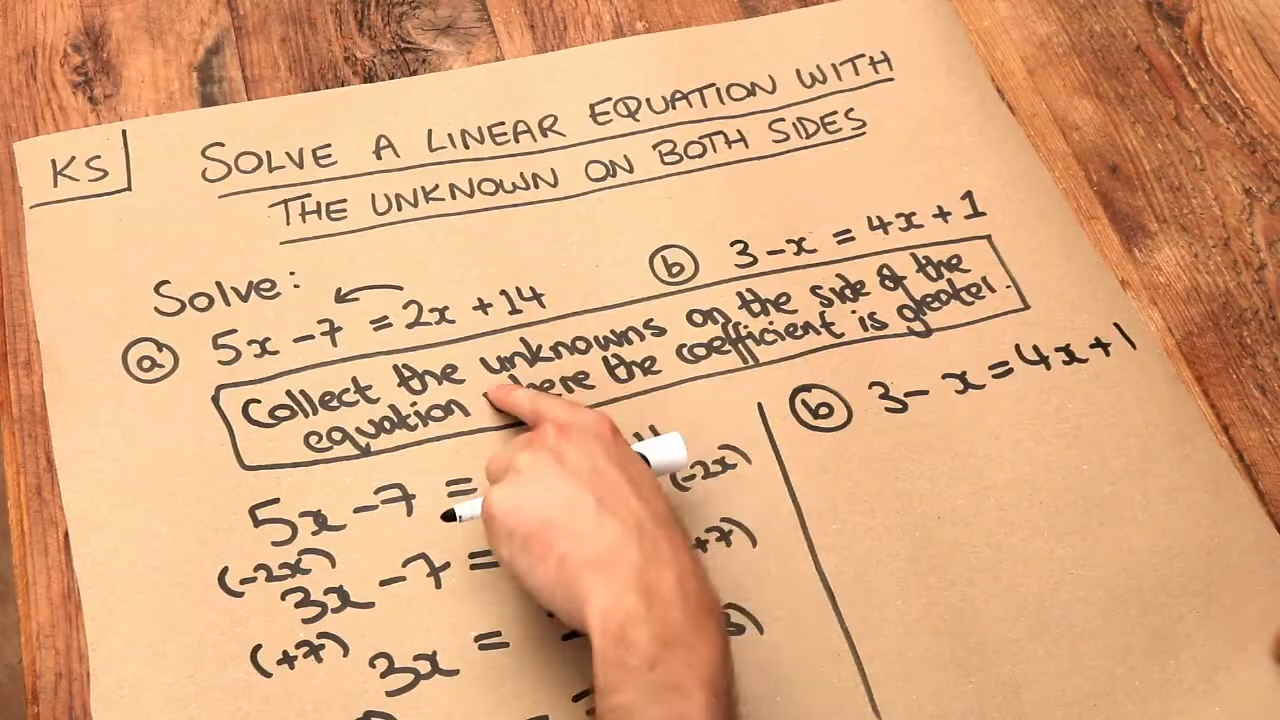 KS
SOLVE A LINEAR EQUATION WITH
THE UNKNOWN ON BOTH SIDES
Solve:
(a) 5x - 7 = 2x + 14
(b) 3 - x = 4x + 1
Collect the unknowns on the side of the
equation where the coefficient is greater.
5x - 7 =
(-2x) (-2x)
3x - 7 =
(+7) +7)
3x =
(b) 3 - x = 4x + 1